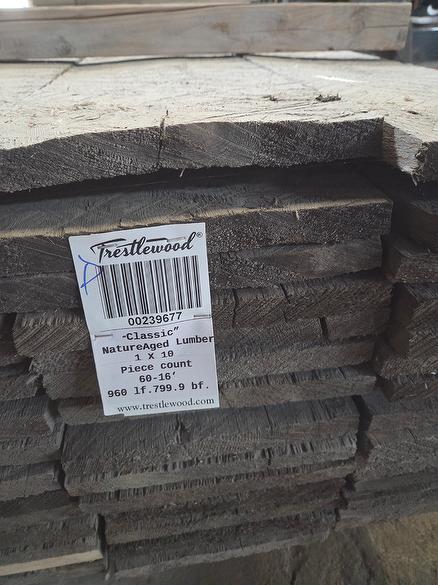 Trestlewood®
00239677
-Classic"
NatureAged Lumber
1 X 10
Piece count
60-16'
960 lf.799.9 bf.
www.trestlewood.com